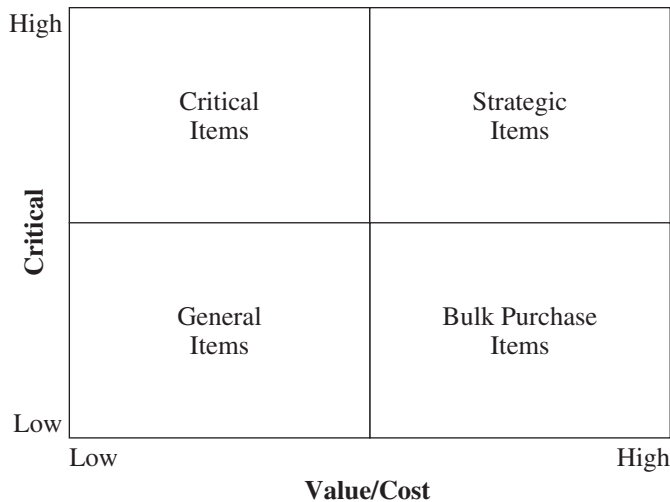 High
Critical
Items
Strategic
Items
Critical
General
Items
Bulk Purchase
Items
Low
Low
High
Value/Cost